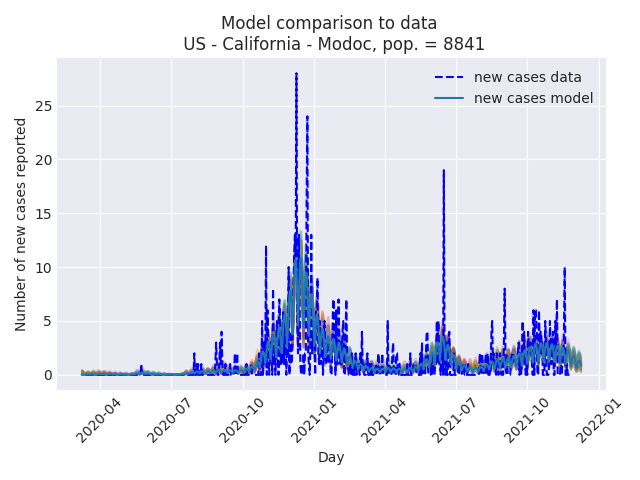 Model comparison to data
US - California - Modoc, pop. = 8841
new cases data
new cases model
Number of new cases reported
25
20
15
10
5
0
2020-04
2020-07
2020-10
2021-01
2021-04
2021-07
2021-10
2022-01
Day